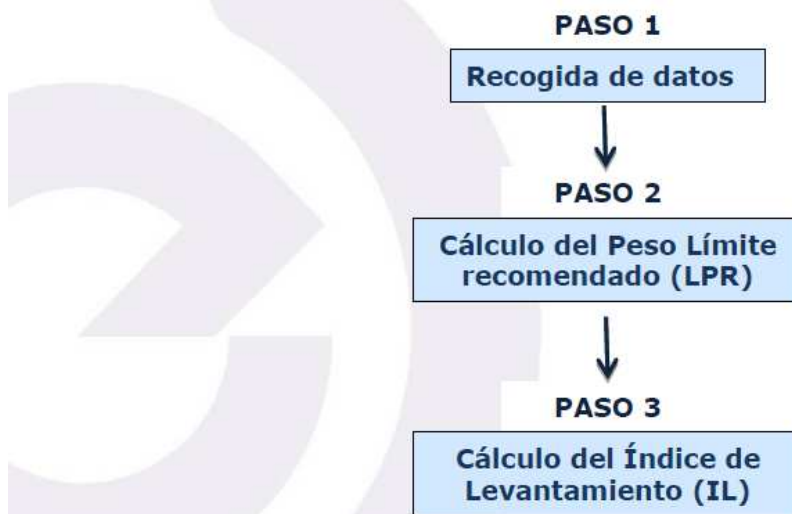 PASO 1
Recogida de datos
PASO 2
Cálculo del Peso Límite
recomendado (LPR)
PASO 3
Cálculo del Índice de
Levantamiento (IL)